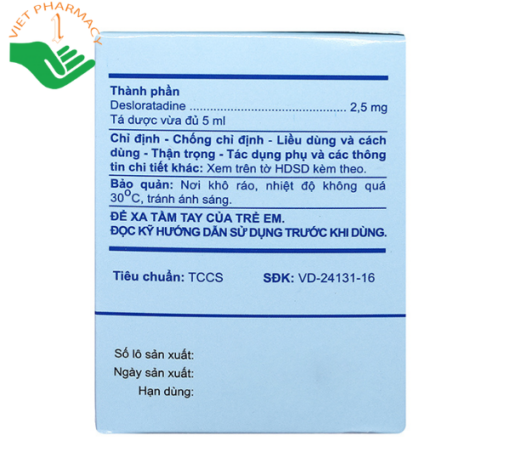 VIET PHARMACY
1
Thành phần
Desloratadine ........................................ 2,5 mg
Tá dược vừa đủ 5 ml
Chỉ định - Chống chỉ định - Liều dùng và cách
dùng - Thận trọng - Tác dụng phụ và các thông
tin chi tiết khác: Xem trên tờ HDSD kèm theo.
Bảo quản: Nơi khô ráo, nhiệt độ không quá
30°C, tránh ánh sáng.
ĐỂ XA TẦM TAY CỦA TRẺ EM.
ĐỌC KỸ HƯỚNG DẪN SỬ DỤNG TRƯỚC KHI DÙNG.
Tiêu chuẩn: TCCS SĐK: VD-24131-16
Số lô sản xuất:
Ngày sản xuất:
Hạn dùng: